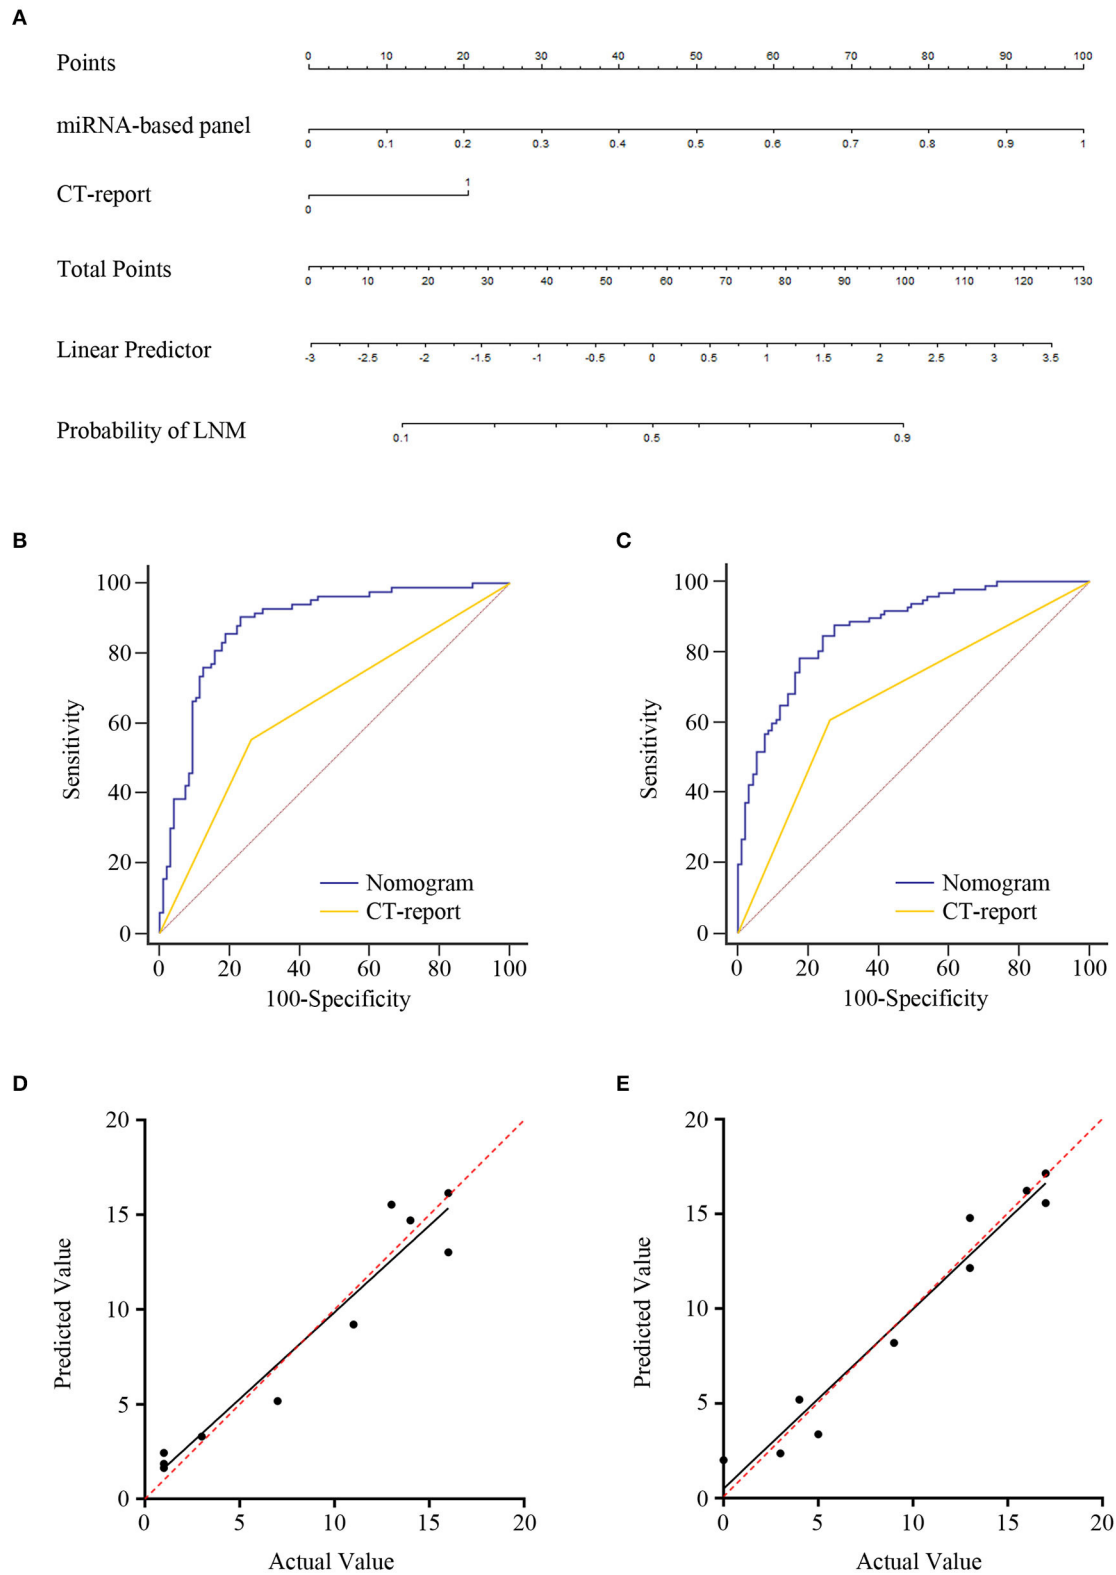 A
Points
0 10 20 30 40 50 60 70 80 90 100
miRNA-based panel
0 0.1 0.2 0.3 0.4 0.5 0.6 0.7 0.8 0.9 1
CT-report
1
0
Total Points
0 10 20 30 40 50 60 70 80 90 100 110 120 130
Linear Predictor
-3 -2.5 -2 -1.5 -1 -0.5 0 0.5 1 1.5 2 2.5 3 3.5
Probability of LNM
0.1 0.5 0.9
B
100
80
60
40
20
0
Sensitivity
Nomogram
CT-report
0 20 40 60 80 100
100-Specificity
C
100
80
60
40
20
0
Sensitivity
Nomogram
CT-report
0 20 40 60 80 100
100-Specificity
D
20
15
10
5
0
Predicted Value
0 5 10 15 20
Actual Value
E
20
15
10
5
0
Predicted Value
0 5 10 15 20
Actual Value